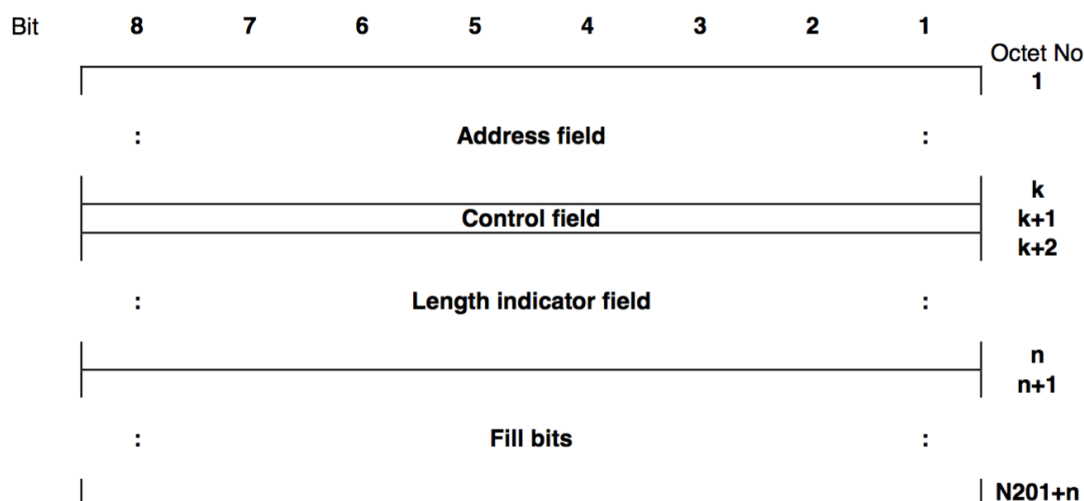 Bit 8 7 6 5 4 3 2 1
Octet No
1
: Address field :
k
Control field k+1
k+2
: Length indicator field :
n
n+1
: Fill bits :
N201+n